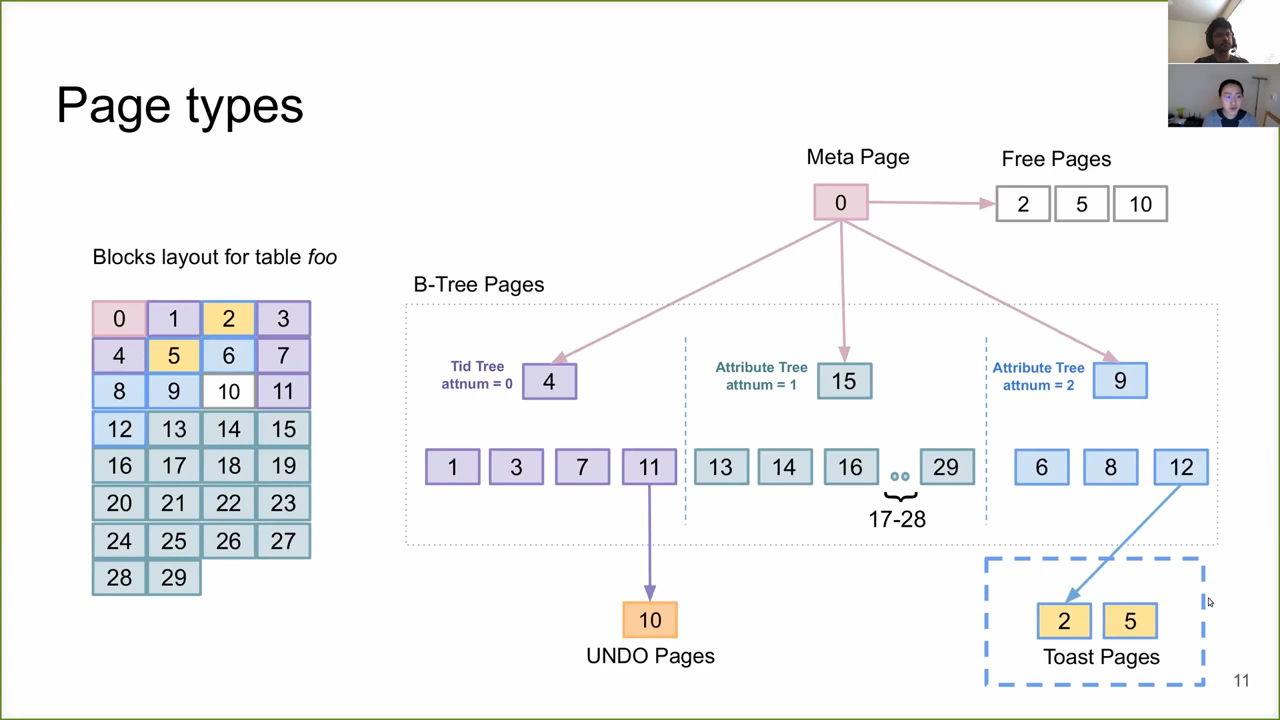 Page types
Meta Page
Free Pages
0
2 5 10
Blocks layout for table foo
0 1 2 3
4 5 6 7
8 9 10 11
12 13 14 15
16 17 18 19
20 21 22 23
24 25 26 27
28 29
B-Tree Pages
Tid Tree
attnum = 0
4
Attribute Tree
attnum = 1
15
Attribute Tree
attnum = 2
9
1 3 7 11
13 14 16 29
17-28
6 8 12
10
UNDO Pages
2 5
Toast Pages
11